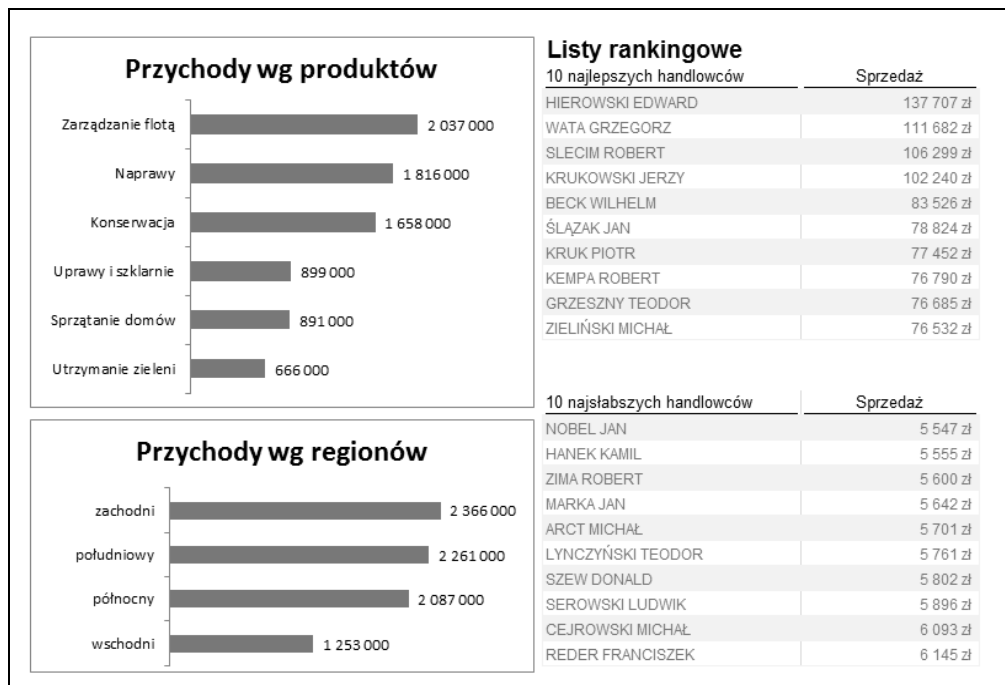 Przychody wg produktów
Zarządzanie flotą 2 037 000
Naprawy 1 816 000
Konserwacja 1 658 000
Uprawy i szklarnie 899 000
Sprzątanie domów 891 000
Utrzymanie zieleni 666 000
Przychody wg regionów
zachodni 2 366 000
południowy 2 261 000
północny 2 087 000
wschodni 1 253 000
Listy rankingowe
10 najlepszych handlowców Sprzedaż
HIEROWSKI EDWARD 137 707 zł
WATA GRZEGORZ 111 682 zł
SLECIM ROBERT 106 299 zł
KRUKOWSKI JERZY 102 240 zł
BECK WILHELM 83 526 zł
ŚLĄZAK JAN 78 824 zł
KRUK PIOTR 77 452 zł
KEMPA ROBERT 76 790 zł
GRZESZNY TEODOR 76 685 zł
ZIELIŃSKI MICHAŁ 76 532 zł
10 najsłabszych handlowców Sprzedaż
NOBEL JAN 5 547 zł
HANEK KAMIL 5 555 zł
ZIMA ROBERT 5 600 zł
MARKA JAN 5 642 zł
ARCT MICHAŁ 5 701 zł
LYNCZYŃSKI TEODOR 5 761 zł
SZEW DONALD 5 802 zł
SEROWSKI LUDWIK 5 896 zł
CEJROWSKI MICHAŁ 6 093 zł
REDER FRANCISZEK 6 145 zł